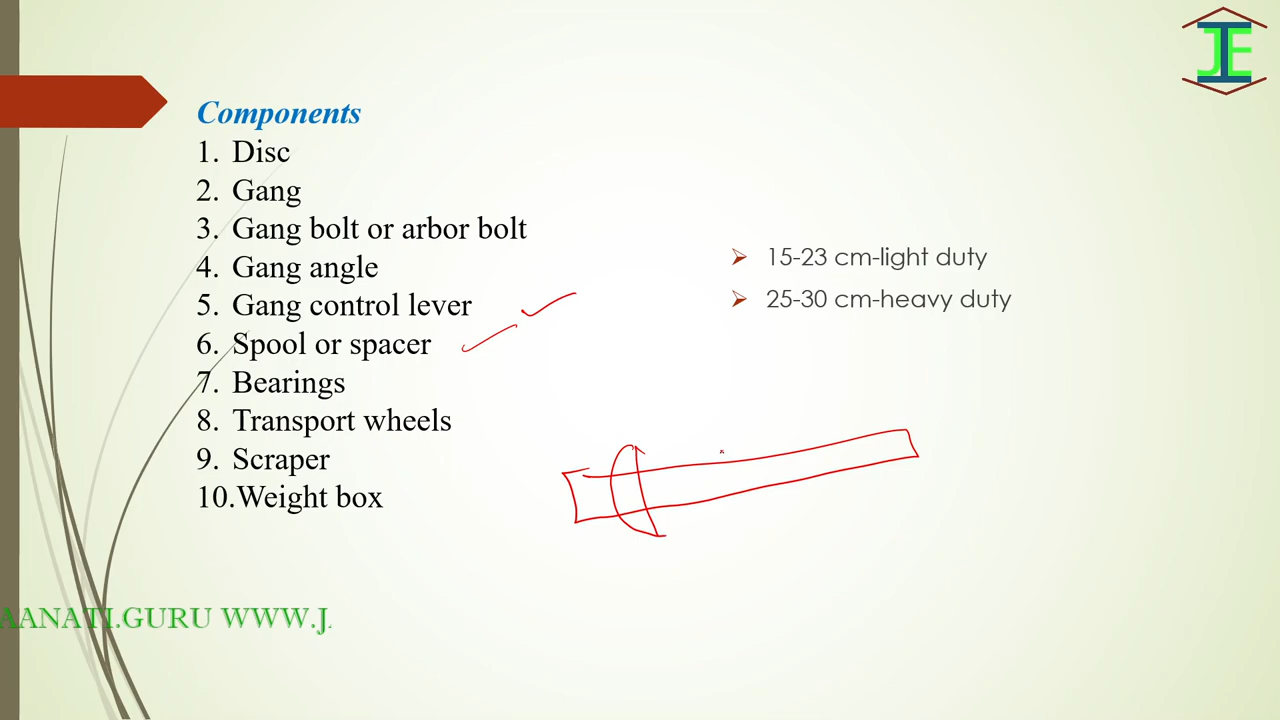 JE
Components
1. Disc
2. Gang
3. Gang bolt or arbor bolt
4. Gang angle
5. Gang control lever
6. Spool or spacer
7. Bearings
8. Transport wheels
9. Scraper
10.Weight box
➢ 15-23 cm-light duty
➢ 25-30 cm-heavy duty
AANATI.GURU WWW.J.